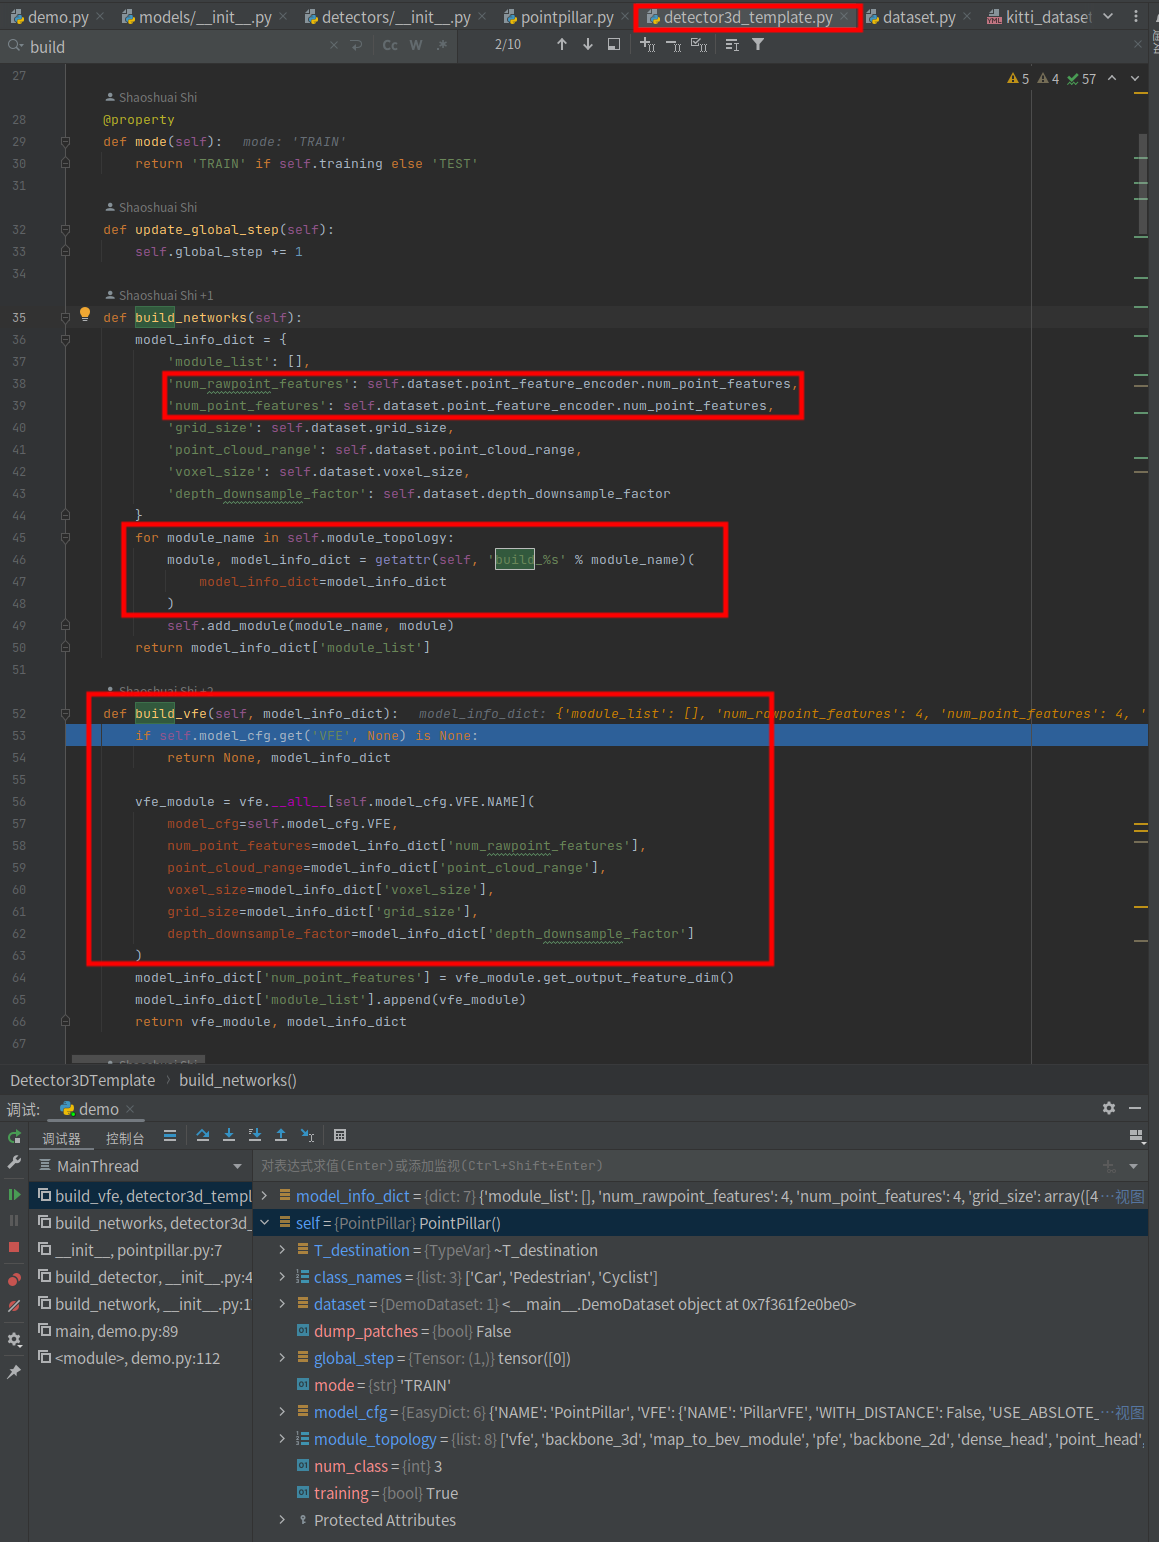 demo.py models/__init__.py detectors/__init__.py pointpillar.py detector3d_template.py dataset.py kitti_dataset
build Cc W .* 2/10
27 5 4 57
Shaoshuai Shi
28 @property
29 def mode(self): mode: 'TRAIN'
30 return 'TRAIN' if self.training else 'TEST'
31
Shaoshuai Shi
32 def update_global_step(self):
33 self.global_step += 1
34
Shaoshuai Shi +1
35 def build_networks(self):
36 model_info_dict = {
37 'module_list': [],
38 'num_rawpoint_features': self.dataset.point_feature_encoder.num_point_features,
39 'num_point_features': self.dataset.point_feature_encoder.num_point_features,
40 'grid_size': self.dataset.grid_size,
41 'point_cloud_range': self.dataset.point_cloud_range,
42 'voxel_size': self.dataset.voxel_size,
43 'depth_downsample_factor': self.dataset.depth_downsample_factor
44 }
45 for module_name in self.module_topology:
46 module, model_info_dict = getattr(self, 'build_%s' % module_name)(
47 model_info_dict=model_info_dict
48 )
49 self.add_module(module_name, module)
50 return model_info_dict['module_list']
51
Shaoshuai Shi +2
52 def build_vfe(self, model_info_dict): model_info_dict: {'module_list': [], 'num_rawpoint_features': 4, 'num_point_features': 4, '
53 if self.model_cfg.get('VFE', None) is None:
54 return None, model_info_dict
55
56 vfe_module = vfe.__all__[self.model_cfg.VFE.NAME](
57 model_cfg=self.model_cfg.VFE,
58 num_point_features=model_info_dict['num_rawpoint_features'],
59 point_cloud_range=model_info_dict['point_cloud_range'],
60 voxel_size=model_info_dict['voxel_size'],
61 grid_size=model_info_dict['grid_size'],
62 depth_downsample_factor=model_info_dict['depth_downsample_factor']
63 )
64 model_info_dict['num_point_features'] = vfe_module.get_output_feature_dim()
65 model_info_dict['module_list'].append(vfe_module)
66 return vfe_module, model_info_dict
67
Shaoshuai Shi
Detector3DTemplate › build_networks()
调试: demo
调试器 控制台
MainThread 对表达式求值(Enter)或添加监视(Ctrl+Shift+Enter)
build_vfe, detector3d_templ
build_networks, detector3d_
__init__, pointpillar.py:7
build_detector, __init__.py:4
build_network, __init__.py:1
main, demo.py:89
<module>, demo.py:112
model_info_dict = {dict: 7} {'module_list': [], 'num_rawpoint_features': 4, 'num_point_features': 4, 'grid_size': array([4 ⋯视图
self = {PointPillar} PointPillar()
T_destination = {TypeVar} ~T_destination
class_names = {list: 3} ['Car', 'Pedestrian', 'Cyclist']
dataset = {DemoDataset: 1} <__main__.DemoDataset object at 0x7f361f2e0be0>
dump_patches = {bool} False
global_step = {Tensor: (1,)} tensor([0])
mode = {str} 'TRAIN'
model_cfg = {EasyDict: 6} {'NAME': 'PointPillar', 'VFE': {'NAME': 'PillarVFE', 'WITH_DISTANCE': False, 'USE_ABSLOTE_ ⋯视图
module_topology = {list: 8} ['vfe', 'backbone_3d', 'map_to_bev_module', 'pfe', 'backbone_2d', 'dense_head', 'point_head',
num_class = {int} 3
training = {bool} True
Protected Attributes